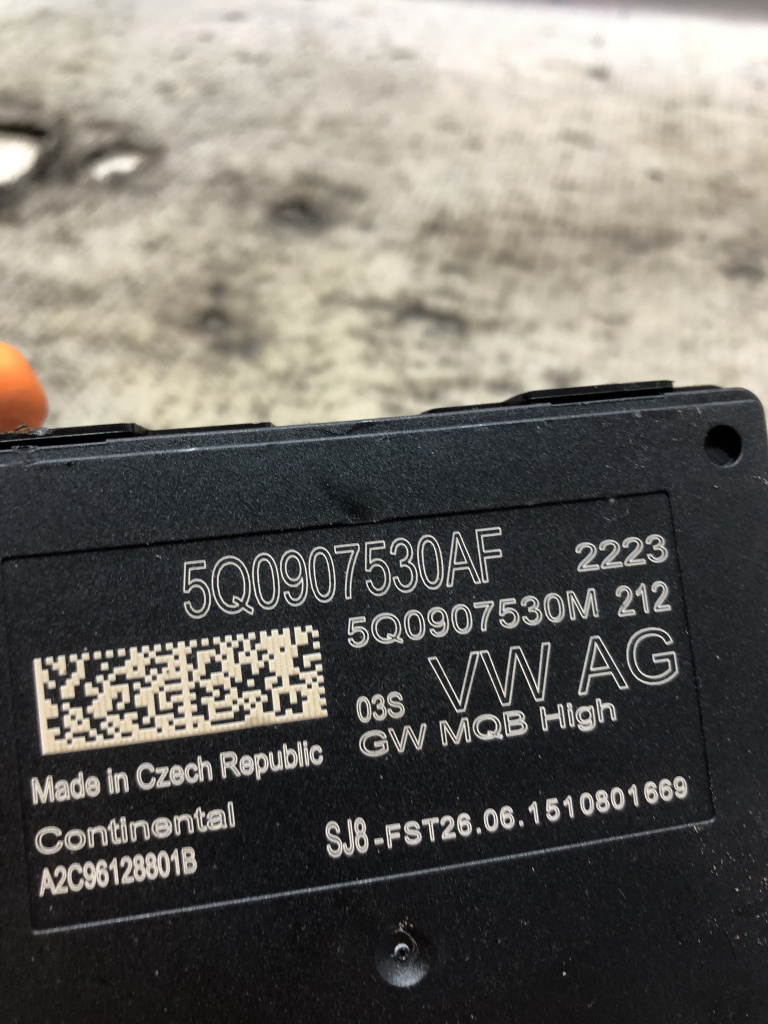 5Q0907530AF 2223
5Q0907530M 212
03S VW AG
GW MQB High
Made in Czech Republic
Continental
A2C96128801B
SJ8-FST26.06.1510801669